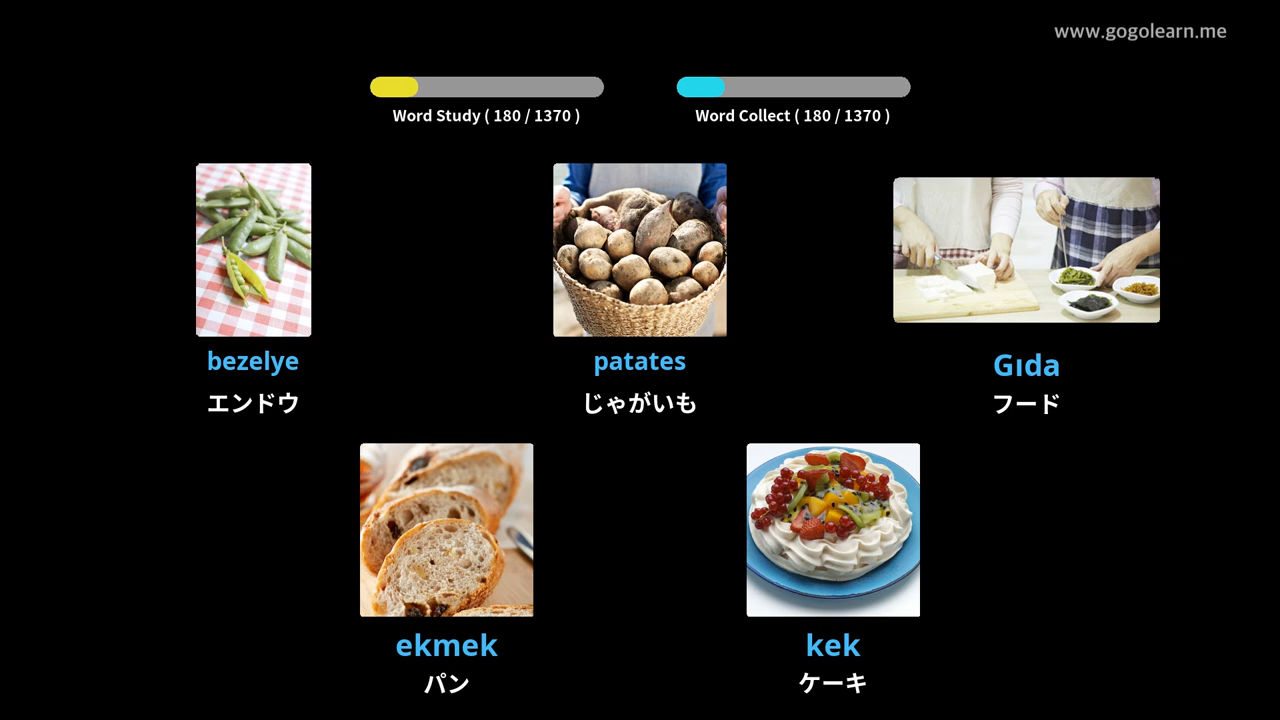 www.gogolearn.me
Word Study ( 180 / 1370 )
Word Collect ( 180 / 1370 )
bezelye
エンドウ
patates
じゃがいも
Gıda
フード
ekmek
パン
kek
ケーキ